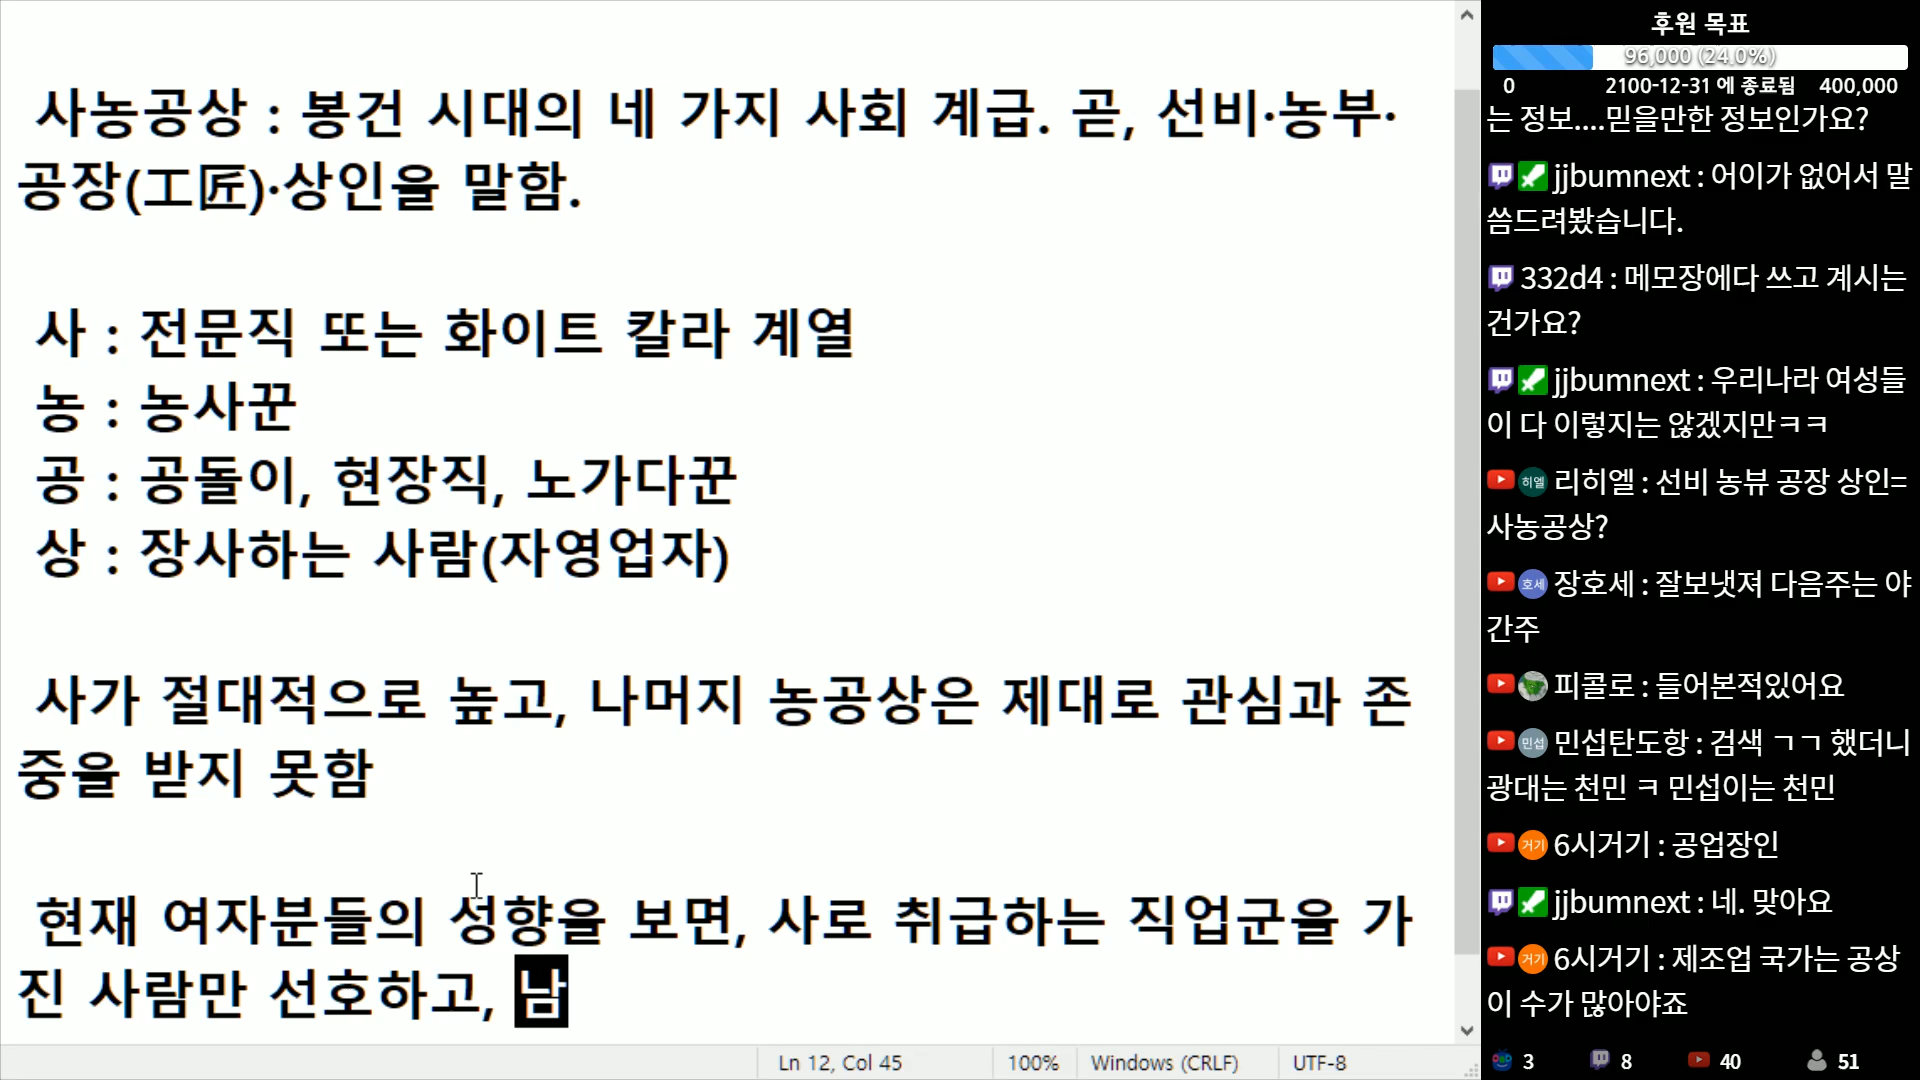 사농공상 : 봉건 시대의 네 가지 사회 계급. 곧, 선비·농부·
공장(工匠)·상인을 말함.
사 : 전문직 또는 화이트 칼라 계열
농 : 농사꾼
공 : 공돌이, 현장직, 노가다꾼
상 : 장사하는 사람(자영업자)
사가 절대적으로 높고, 나머지 농공상은 제대로 관심과 존
중을 받지 못함
현재 여자분들의 성향을 보면, 사로 취급하는 직업군을 가
진 사람만 선호하고, 남
Ln 12, Col 45
100%
Windows (CRLF)
UTF-8
후원 목표
96,000 (24.0%)
0 2100-12-31 에 종료됨 400,000
는 정보....믿을만한 정보인가요?
jjbumnext : 어이가 없어서 말
씀드려봤습니다.
332d4 : 메모장에다 쓰고 계시는
건가요?
jjbumnext : 우리나라 여성들
이 다 이렇지는 않겠지만ㅋㅋ
히엘 리히엘 : 선비 농뷰 공장 상인=
사농공상?
호세 장호세 : 잘보냇져 다음주는 야
간주
피콜로 : 들어본적있어요
민섭 민섭탄도항 : 검색 ㄱㄱ 했더니
광대는 천민 ㅋ 민섭이는 천민
거기 6시거기 : 공업장인
jjbumnext : 네. 맞아요
거기 6시거기 : 제조업 국가는 공상
이 수가 많아야죠
3 8 40 51